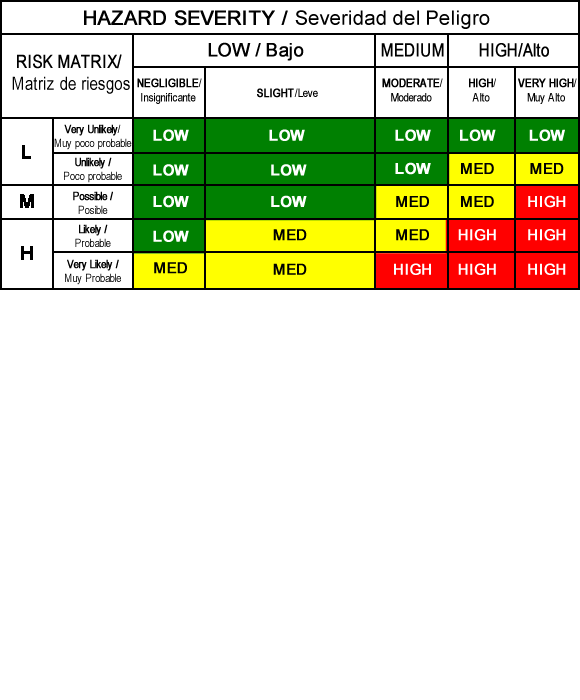 HAZARD SEVERITY / Severidad del Peligro
RISK MATRIX/
Matriz de riesgos
LOW / Bajo
MEDIUM
HIGH/Alto
NEGLIGIBLE/
Insignificante
SLIGHT/Leve
MODERATE/
Moderado
HIGH/
Alto
VERY HIGH/
Muy Alto
L
Very Unlikely/
Muy poco probable
LOW
LOW
LOW
LOW
LOW
Unlikely /
Poco probable
LOW
LOW
LOW
MED
MED
M
Possible /
Posible
LOW
LOW
MED
MED
HIGH
H
Likely /
Probable
LOW
MED
MED
HIGH
HIGH
Very Likely /
Muy Probable
MED
MED
HIGH
HIGH
HIGH